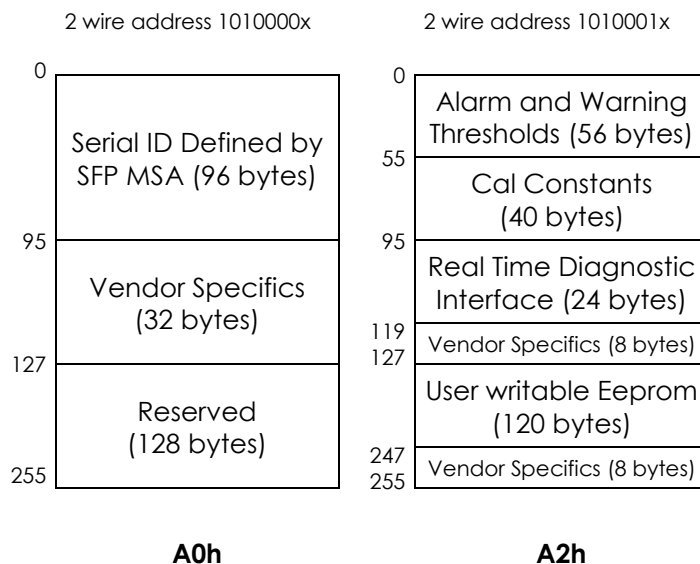 2 wire address 1010000x
0
Serial ID Defined by
SFP MSA (96 bytes)
95
Vendor Specifics
(32 bytes)
127
Reserved
(128 bytes)
255
A0h
2 wire address 1010001x
0
Alarm and Warning
Thresholds (56 bytes)
55
Cal Constants
(40 bytes)
95
Real Time Diagnostic
Interface (24 bytes)
119
Vendor Specifics (8 bytes)
127
User writable Eeprom
(120 bytes)
247
Vendor Specifics (8 bytes)
255
A2h